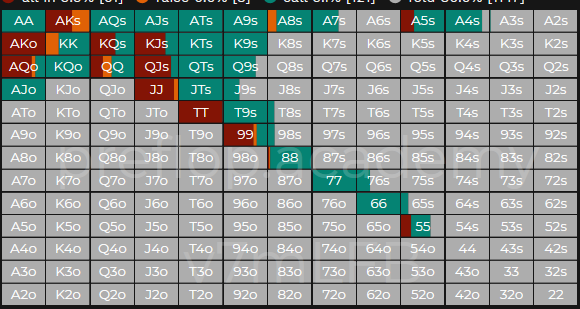 AA AKs AQs AJs ATs A9s A8s A7s A6s A5s A4s A3s A2s
AKo KK KQs KJs KTs K9s K8s K7s K6s K5s K4s K3s K2s
AQo KQo QQ QJs QTs Q9s Q8s Q7s Q6s Q5s Q4s Q3s Q2s
AJo KJo QJo JJ JTs J9s J8s J7s J6s J5s J4s J3s J2s
ATo KTo QTo JTo TT T9s T8s T7s T6s T5s T4s T3s T2s
A9o K9o Q9o J9o T9o 99 98s 97s 96s 95s 94s 93s 92s
A8o K8o Q8o J8o T8o 98o 88 87s 86s 85s 84s 83s 82s
A7o K7o Q7o J7o T7o 97o 87o 77 76s 75s 74s 73s 72s
A6o K6o Q6o J6o T6o 96o 86o 76o 66 65s 64s 63s 62s
A5o K5o Q5o J5o T5o 95o 85o 75o 65o 55 54s 53s 52s
A4o K4o Q4o J4o T4o 94o 84o 74o 64o 54o 44 43s 42s
A3o K3o Q3o J3o T3o 93o 83o 73o 63o 53o 43o 33 32s
A2o K2o Q2o J2o T2o 92o 82o 72o 62o 52o 42o 32o 22